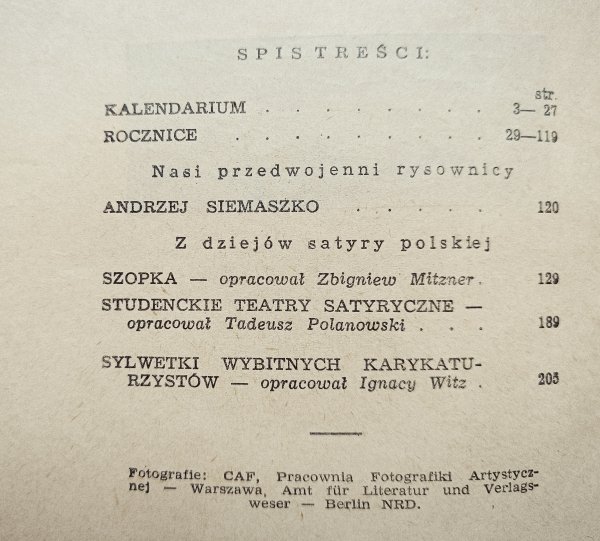 SPIS TREŚCI:
str.
KALENDARIUM . . . . . . . . 3— 27
ROCZNICE . . . . . . . . . 29—119
Nasi przedwojenni rysownicy
ANDRZEJ SIEMASZKO . . . . . 120
Z dziejów satyry polskiej
SZOPKA — opracował Zbigniew Mitzner . 129
STUDENCKIE TEATRY SATYRYCZNE —
opracował Tadeusz Polanowski . . . 189
SYLWETKI WYBITNYCH KARYKATU-
RZYSTÓW — opracował Ignacy Witz . 205
Fotografie: CAF, Pracownia Fotografiki Artystycz-
nej — Warszawa, Amt für Literatur und Verlags-
weser — Berlin NRD.